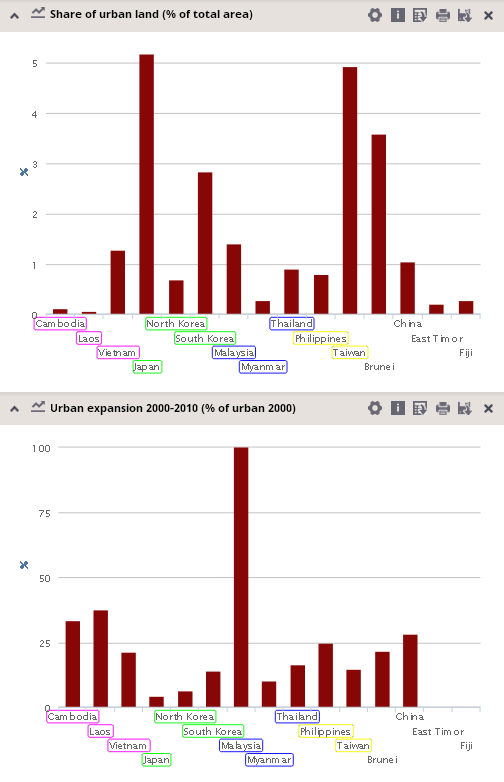 Share of urban land (% of total area)
5
4
3
2
1
0
%
Cambodia North Korea Thailand China
Laos South Korea Philippines East Timor
Vietnam Malaysia Taiwan Fiji
Japan Myanmar Brunei
Urban expansion 2000-2010 (% of urban 2000)
100
75
50
25
0
%
Cambodia North Korea Thailand China
Laos South Korea Philippines East Timor
Vietnam Malaysia Taiwan Fiji
Japan Myanmar Brunei